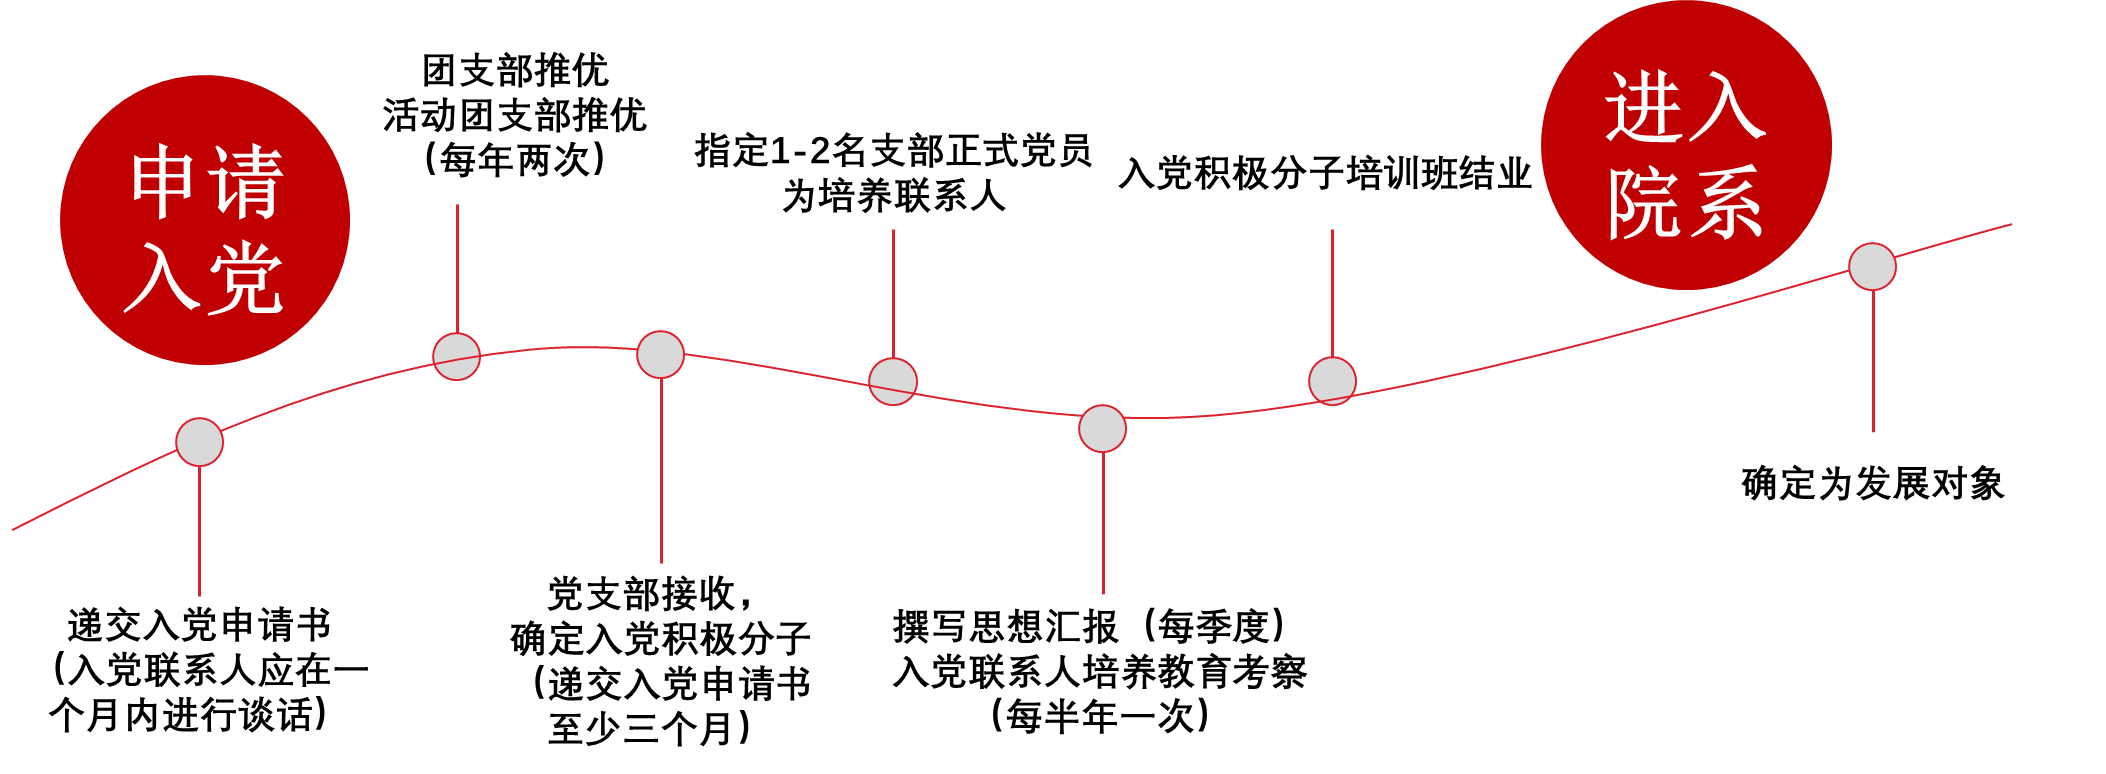 申请
入党
递交入党申请书
（入党联系人应在一
个月内进行谈话）
团支部推优
活动团支部推优
（每年两次）
党支部接收，
确定入党积极分子
（递交入党申请书
至少三个月）
指定1-2名支部正式党员
为培养联系人
撰写思想汇报（每季度）
入党联系人培养教育考察
（每半年一次）
入党积极分子培训班结业
进入
院系
确定为发展对象